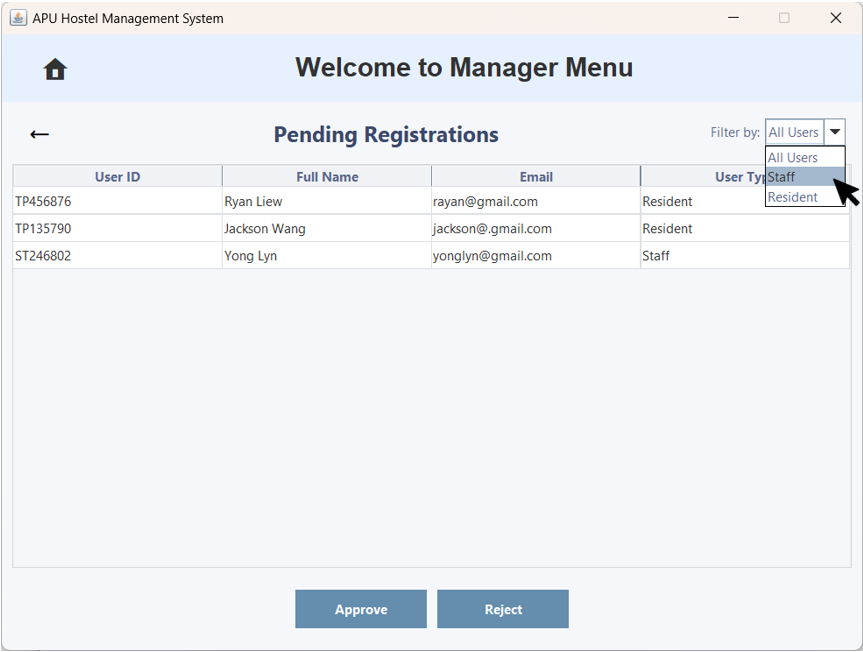 APU Hostel Management System
Welcome to Manager Menu
Pending Registrations
Filter by: All Users
All Users
Staff
Resident
User ID Full Name Email User Typ
TP456876 Ryan Liew rayan@gmail.com Resident
TP135790 Jackson Wang jackson@.gmail.com Resident
ST246802 Yong Lyn yonglyn@gmail.com Staff
Approve Reject